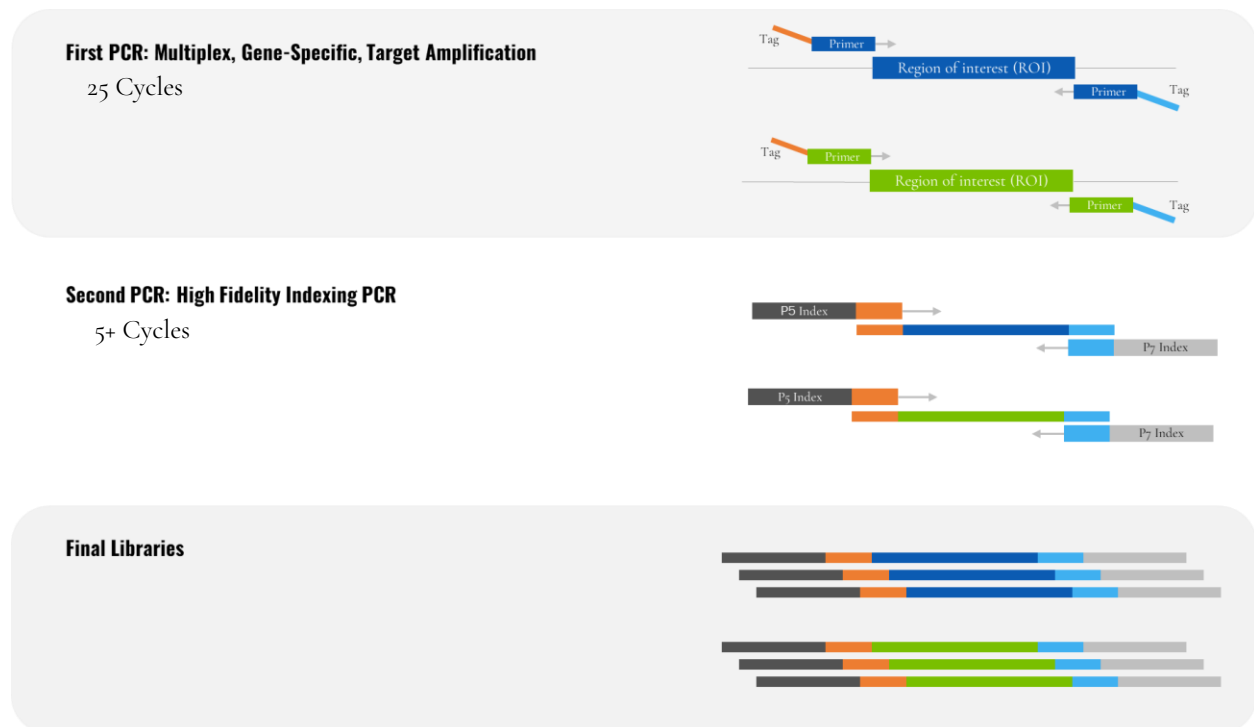 First PCR: Multiplex, Gene-Specific, Target Amplification
25 Cycles
Tag
Primer
Region of interest (ROI)
Primer
Tag
Tag
Primer
Region of interest (ROI)
Primer
Tag
Second PCR: High Fidelity Indexing PCR
5+ Cycles
P5 Index
P7 Index
P5 Index
P7 Index
Final Libraries